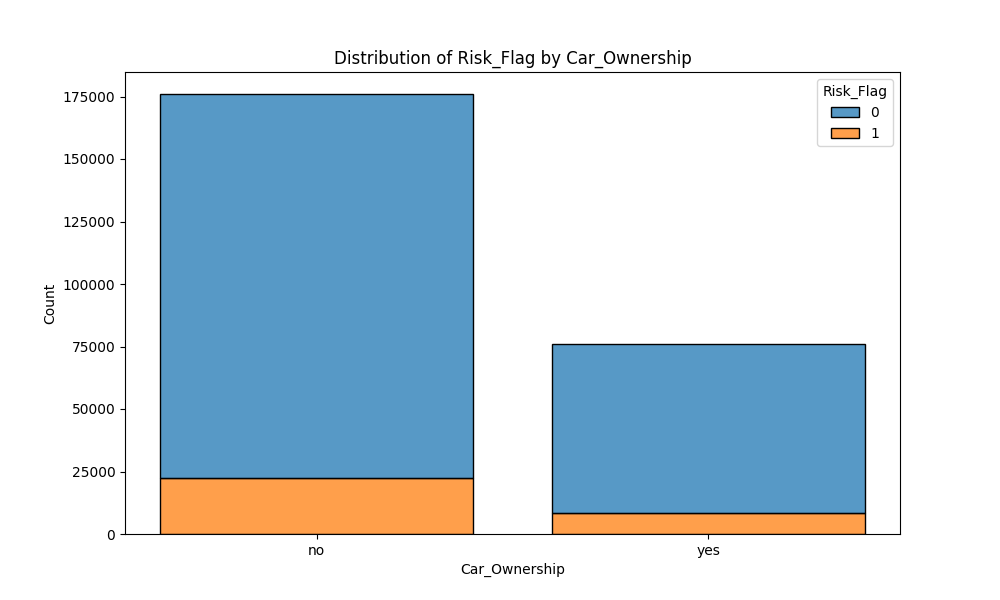 Distribution of Risk_Flag by Car_Ownership
Risk_Flag
0
1
175000
150000
125000
100000
75000
50000
25000
0
Count
no
yes
Car_Ownership